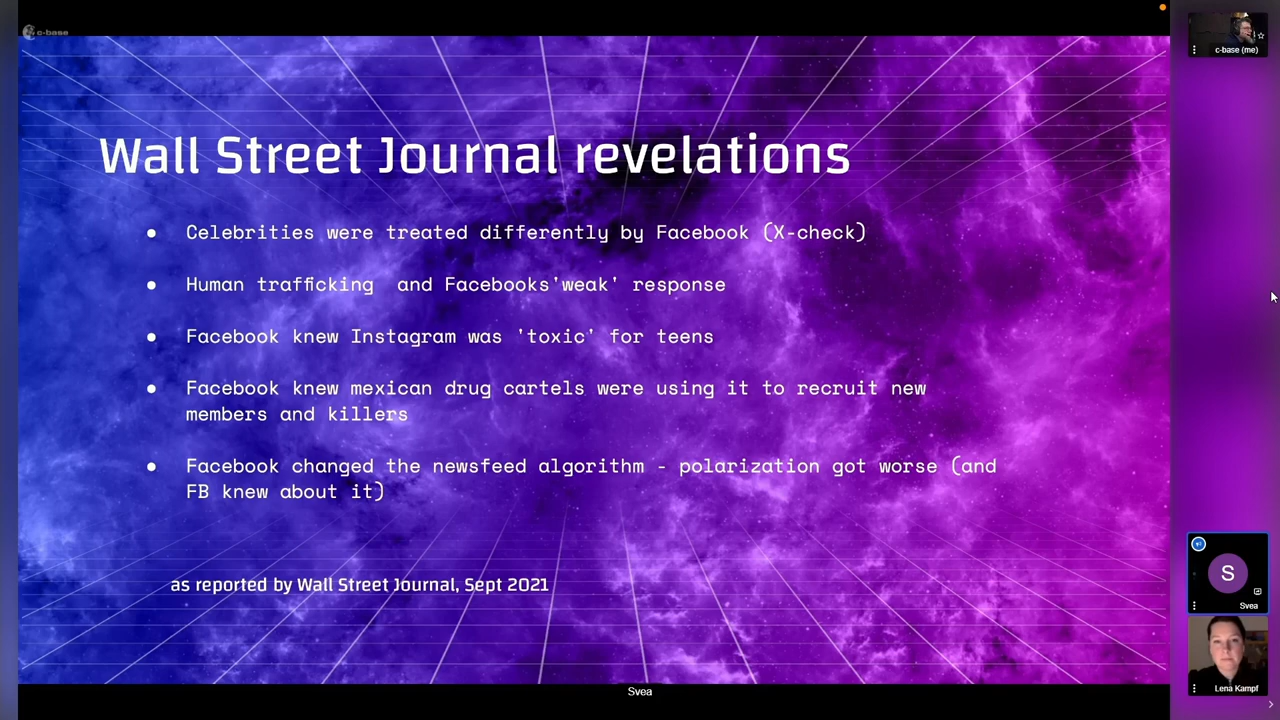 c-base
Wall Street Journal revelations
● Celebrities were treated differently by Facebook (X-check)
● Human trafficking  and Facebooks'weak' response
● Facebook knew Instagram was 'toxic' for teens
● Facebook knew mexican drug cartels were using it to recruit new
members and killers
● Facebook changed the newsfeed algorithm - polarization got worse (and
FB knew about it)
as reported by Wall Street Journal, Sept 2021
Svea
c-base (me)
S
Svea
Lena Kampf